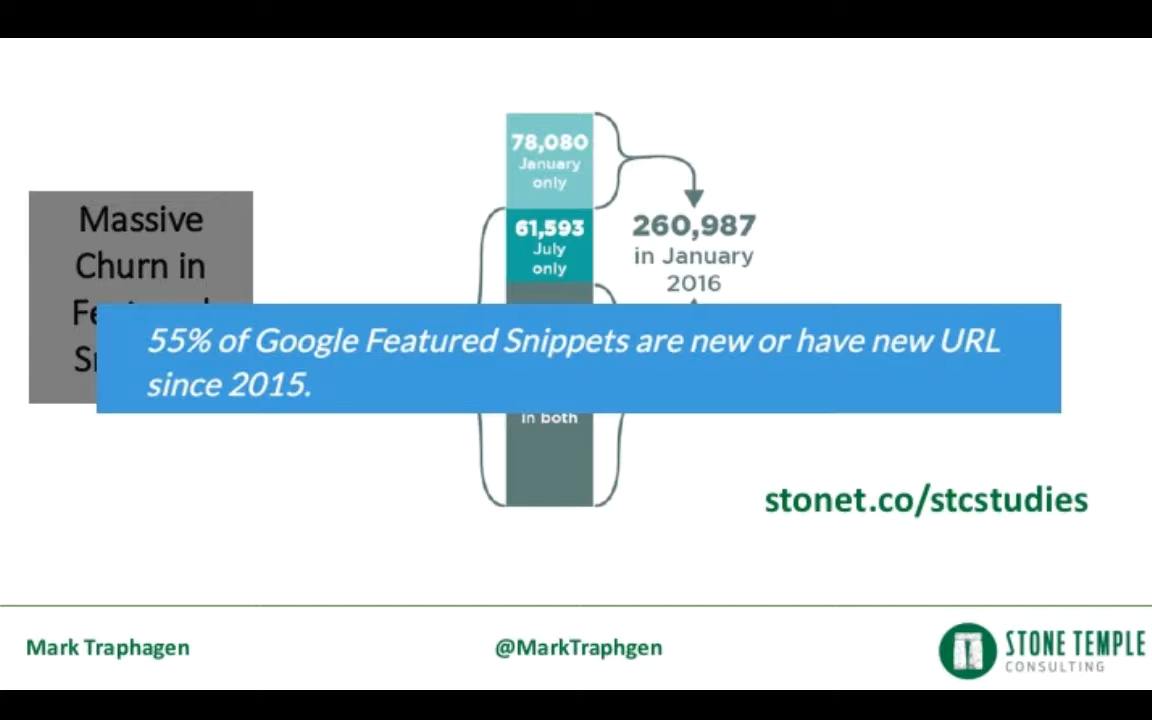 78,080
January
only
61,593
July
only
260,987
in January
2016
Massive
Churn in
55% of Google Featured Snippets are new or have new URL
since 2015.
in both
stonet.co/stcstudies
Mark Traphagen
@MarkTraphgen
STONE TEMPLE
CONSULTING